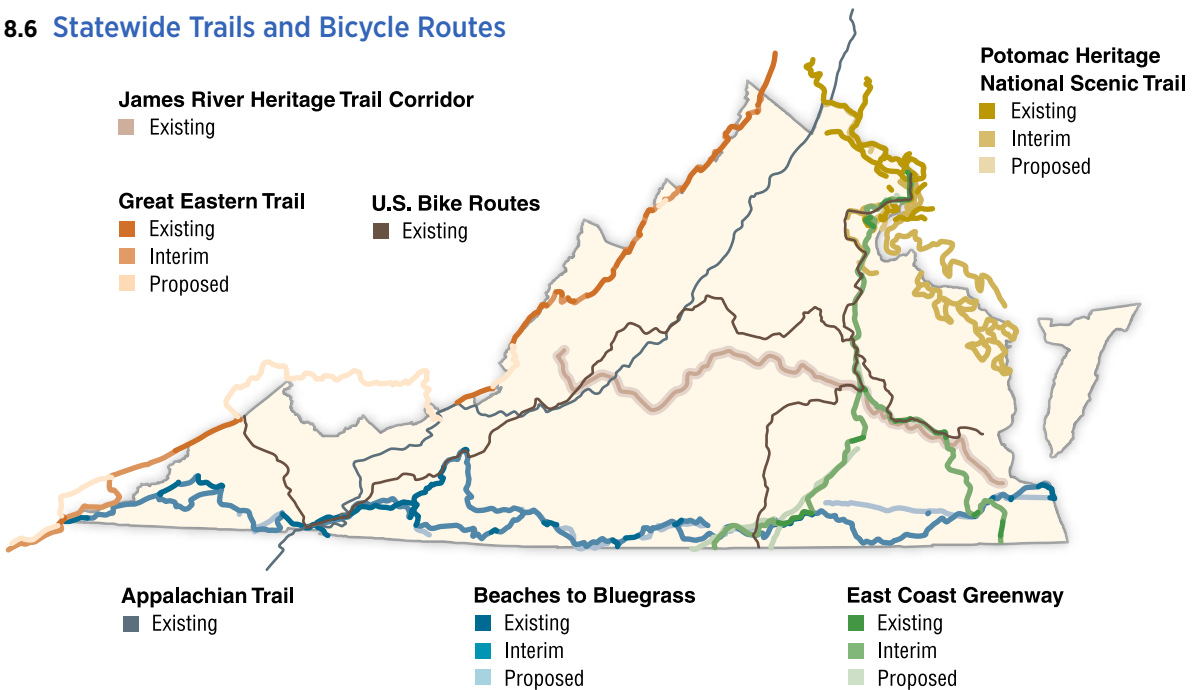 8.6 Statewide Trails and Bicycle Routes
James River Heritage Trail Corridor
Existing
Great Eastern Trail
Existing
Interim
Proposed
U.S. Bike Routes
Existing
Potomac Heritage
National Scenic Trail
Existing
Interim
Proposed
Appalachian Trail
Existing
Beaches to Bluegrass
Existing
Interim
Proposed
East Coast Greenway
Existing
Interim
Proposed